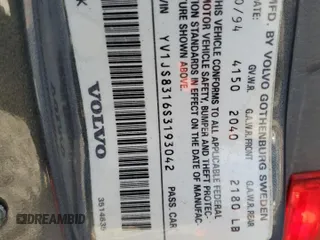 MFD. BY VOLVO GOTHENBURG SWEDEN
0/94 4150 2040 2180 LB
G.V.W.R. G.A.W.R.FRONT G.A.W.R.REAR
THIS VEHICLE CONFORMS TO ALL APPLICABLE FEDERAL
MOTOR VEHICLE SAFETY, BUMPER AND THEFT PROTEC-
TION STANDARDS IN EFFECT ON THE DATE OF MANUFAC-
TURE SHOWN ABOVE.
VIN YV1JS8316S3193042 PASS. CAR
VOLVO
K
DREAMBID